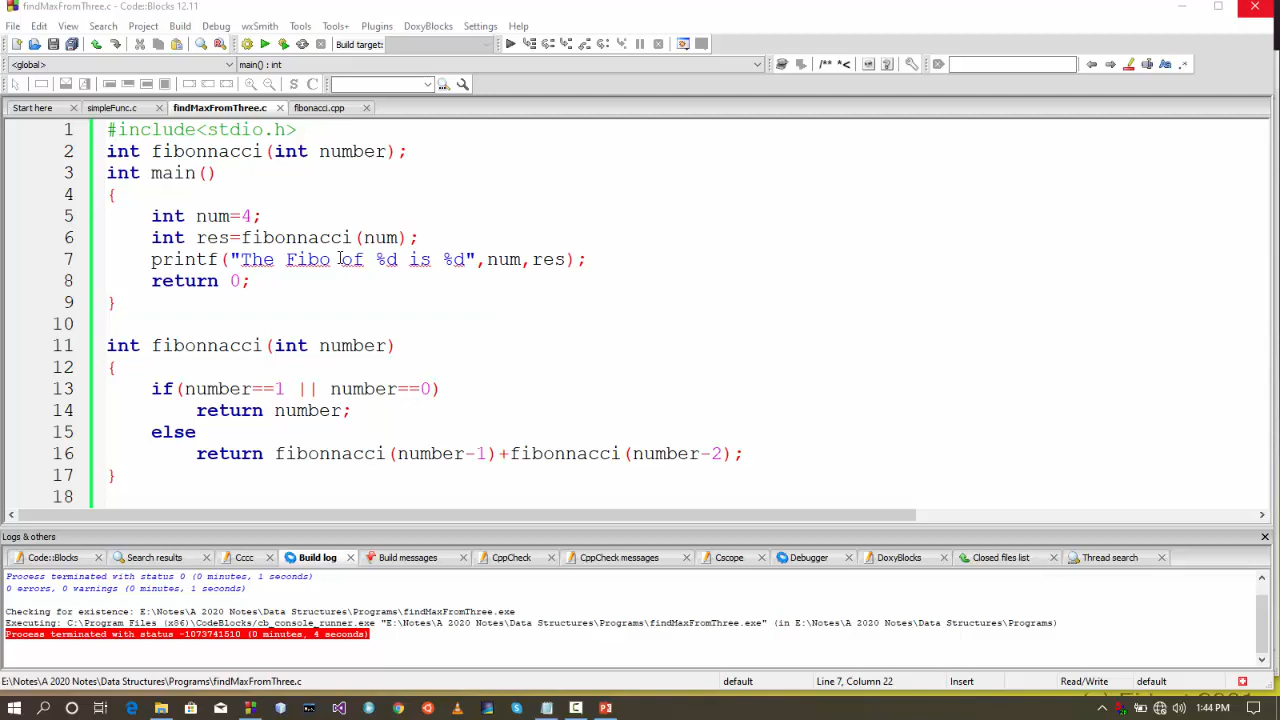 findMaxFromThree.c - Code::Blocks 12.11
File Edit View Search Project Build Debug wxSmith Tools Tools+ Plugins DoxyBlocks Settings Help
Build target:
<global> main() : int /** *<
Start here simpleFunc.c findMaxFromThree.c fibonacci.cpp
1 #include<stdio.h>
2 int fibonnacci(int number);
3 int main()
4 {
5 int num=4;
6 int res=fibonnacci(num);
7 printf("The Fibo of %d is %d",num,res);
8 return 0;
9 }
10
11 int fibonnacci(int number)
12 {
13 if(number==1 || number==0)
14 return number;
15 else
16 return fibonnacci(number-1)+fibonnacci(number-2);
17 }
18
Logs & others
Code::Blocks Search results Cccc Build log Build messages CppCheck CppCheck messages Cscope Debugger DoxyBlocks Closed files list Thread search
Process terminated with status 0 (0 minutes, 1 seconds)
0 errors, 0 warnings (0 minutes, 1 seconds)
Checking for existence: E:\Notes\A 2020 Notes\Data Structures\Programs\findMaxFromThree.exe
Executing: C:\Program Files (x86)\CodeBlocks/cb_console_runner.exe "E:\Notes\A 2020 Notes\Data Structures\Programs\findMaxFromThree.exe" (in E:\Notes\A 2020 Notes\Data Structures\Programs)
Process terminated with status -1073741510 (0 minutes, 4 seconds)
E:\Notes\A 2020 Notes\Data Structures\Programs\findMaxFromThree.c default Line 7, Column 22 Insert Read/Write default
1:44 PM